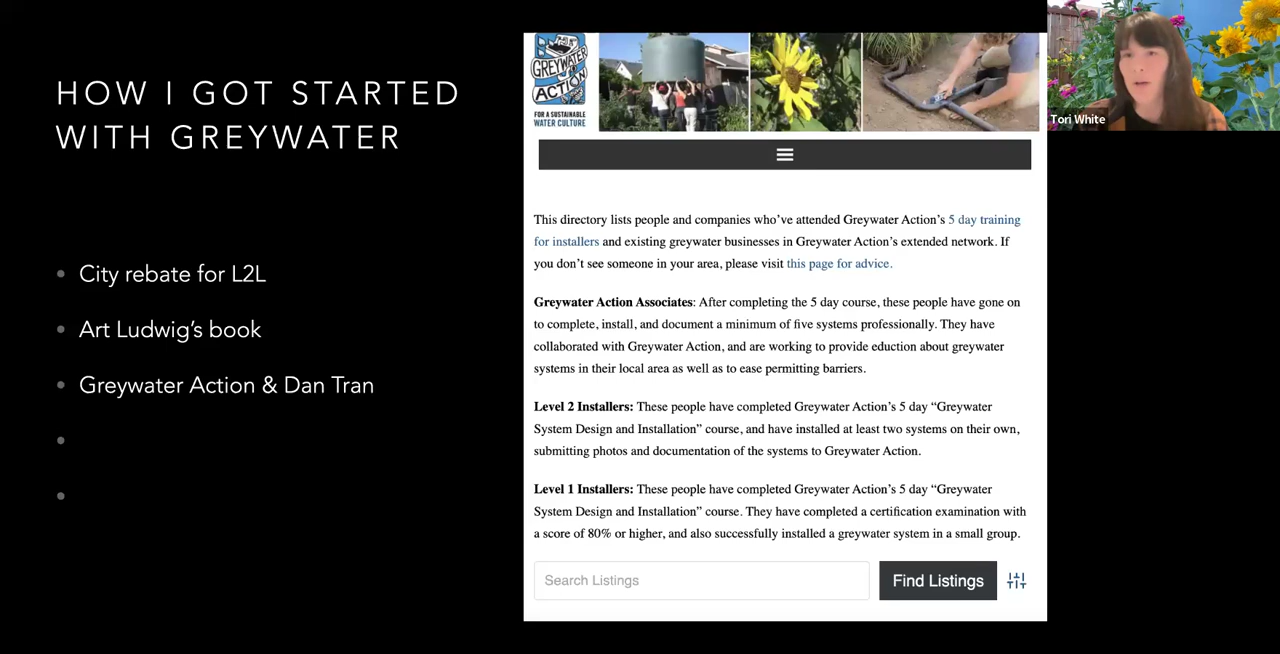 HOW I GOT STARTED
WITH GREYWATER
City rebate for L2L
Art Ludwig’s book
Greywater Action & Dan Tran
GREYWATER
ACTION
FOR A SUSTAINABLE
WATER CULTURE
This directory lists people and companies who’ve attended Greywater Action’s 5 day training
for installers and existing greywater businesses in Greywater Action’s extended network. If
you don’t see someone in your area, please visit this page for advice.
Greywater Action Associates: After completing the 5 day course, these people have gone on
to complete, install, and document a minimum of five systems professionally. They have
collaborated with Greywater Action, and are working to provide eduction about greywater
systems in their local area as well as to ease permitting barriers.
Level 2 Installers: These people have completed Greywater Action’s 5 day “Greywater
System Design and Installation” course, and have installed at least two systems on their own,
submitting photos and documentation of the systems to Greywater Action.
Level 1 Installers: These people have completed Greywater Action’s 5 day “Greywater
System Design and Installation” course. They have completed a certification examination with
a score of 80% or higher, and also successfully installed a greywater system in a small group.
Search Listings
Find Listings
Tori White